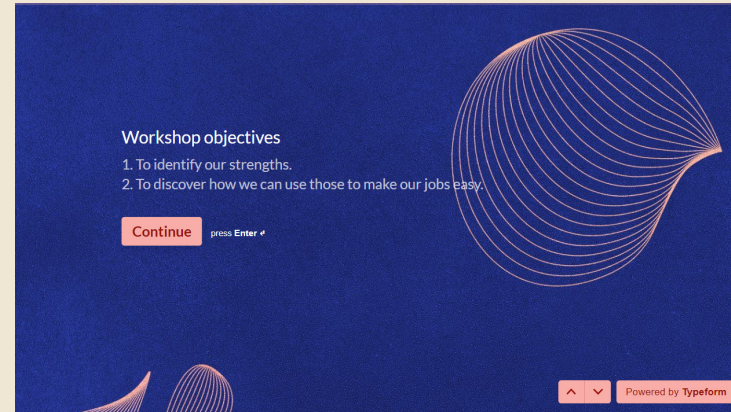 Workshop objectives
1. To identify our strengths.
2. To discover how we can use those to make our jobs easy.
Continue
press Enter ↵
Powered by Typeform